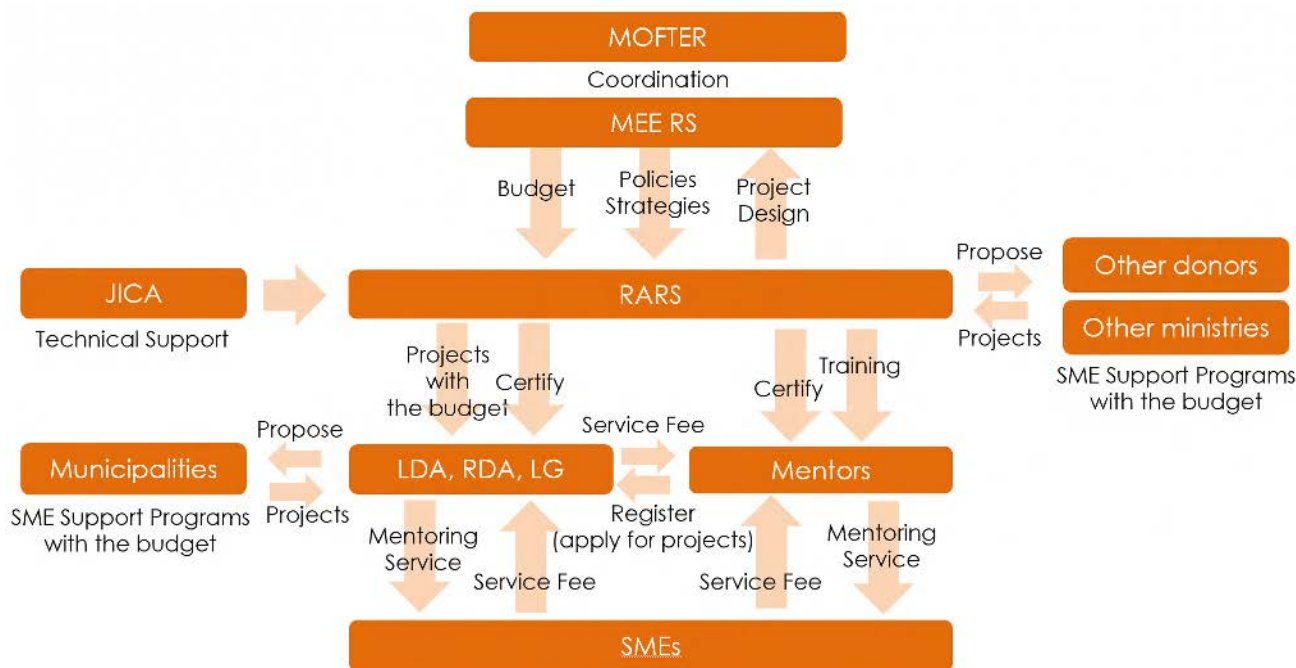 MOFTER
Coordination
MEE RS
Budget
Policies
Strategies
Project
Design
JICA
Technical Support
RARS
Propose
Projects
Other donors
Other ministries
SME Support Programs
with the budget
Projects
with
the budget
Certify
Certify
Training
Propose
Municipalities
Projects
SME Support Programs
with the budget
LDA, RDA, LG
Service Fee
Register
(apply for projects)
Mentors
Mentoring
Service
Service Fee
Service Fee
Mentoring
Service
SMEs